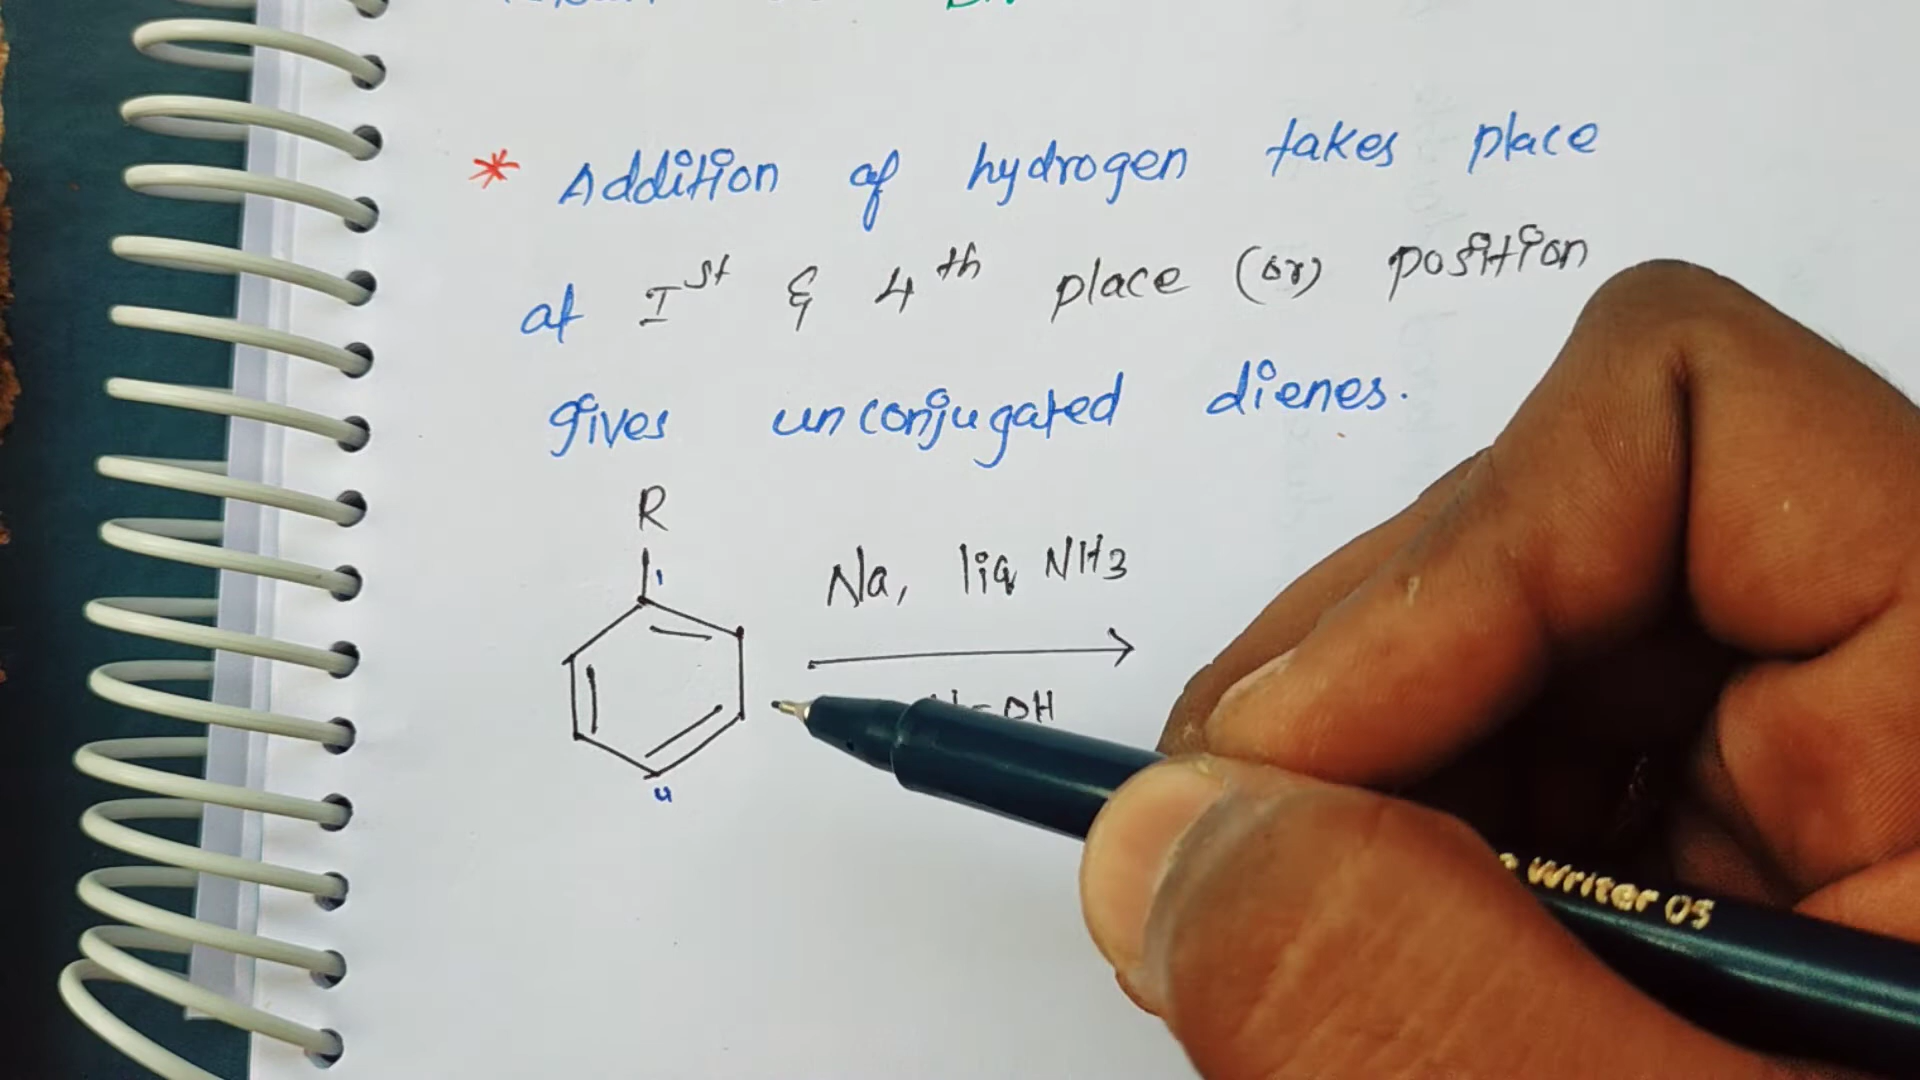 * Addition of hydrogen takes place
at Ist & 4th place (or) position
gives unconjugated dienes.
R
1
Na, liq NH3
OH
4
Writer 05